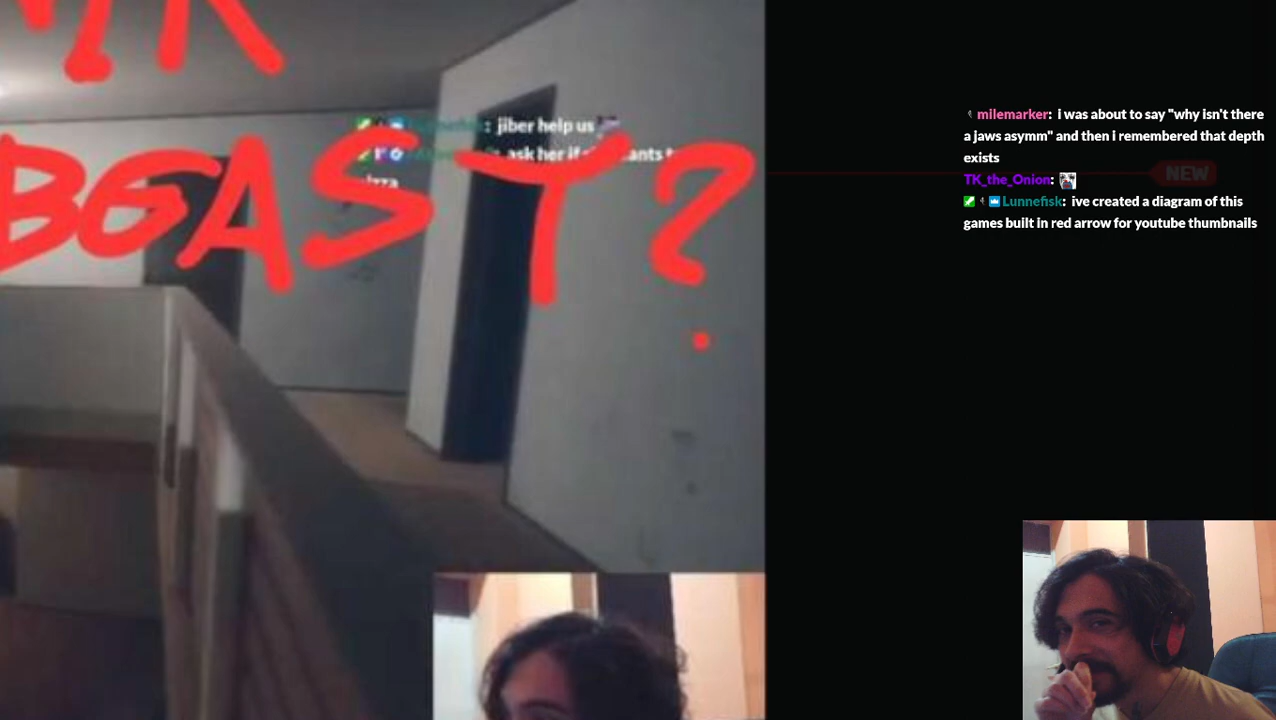 BEAST?
: jiber help us
ask her if
izza
milemarker: i was about to say "why isn't there
a jaws asymm" and then i remembered that depth
exists
TK_the_Onion:
Lunnefisk: ive created a diagram of this
games built in red arrow for youtube thumbnails
NEW